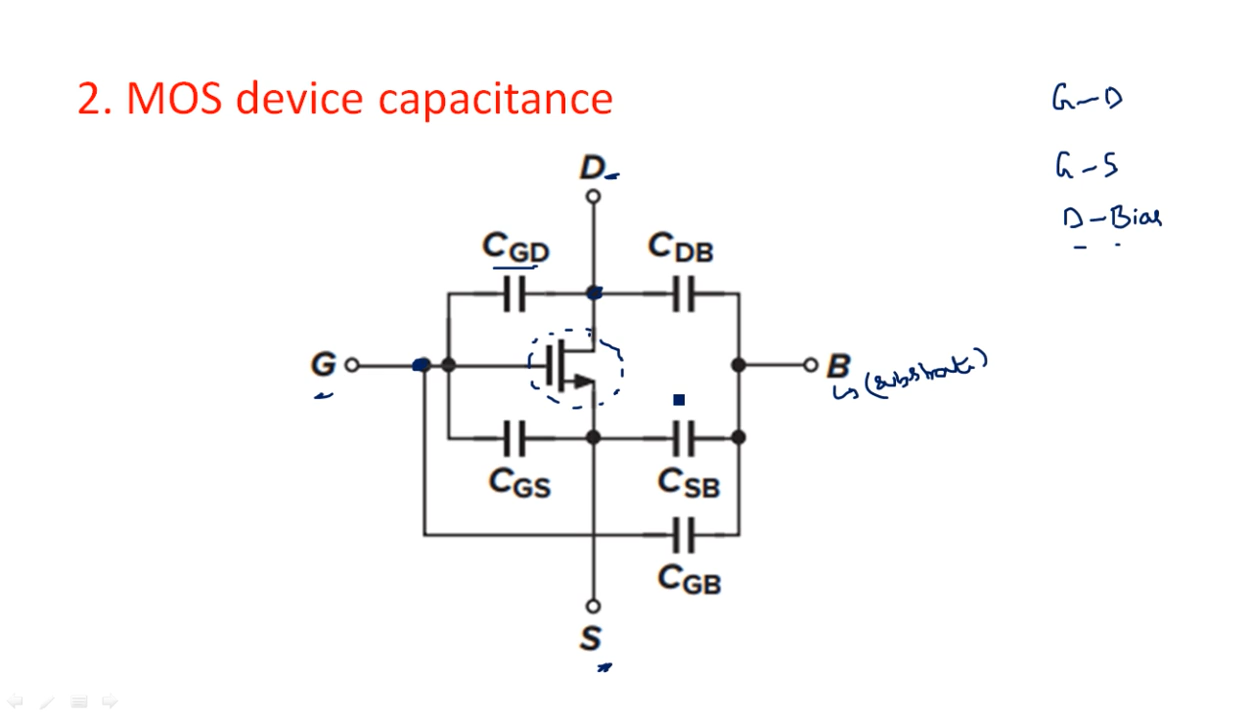 2. MOS device capacitance
G-D
G-S
D-Bias
D
CGD
CDB
G
B
↳ (substrate)
CGS
CSB
CGB
S